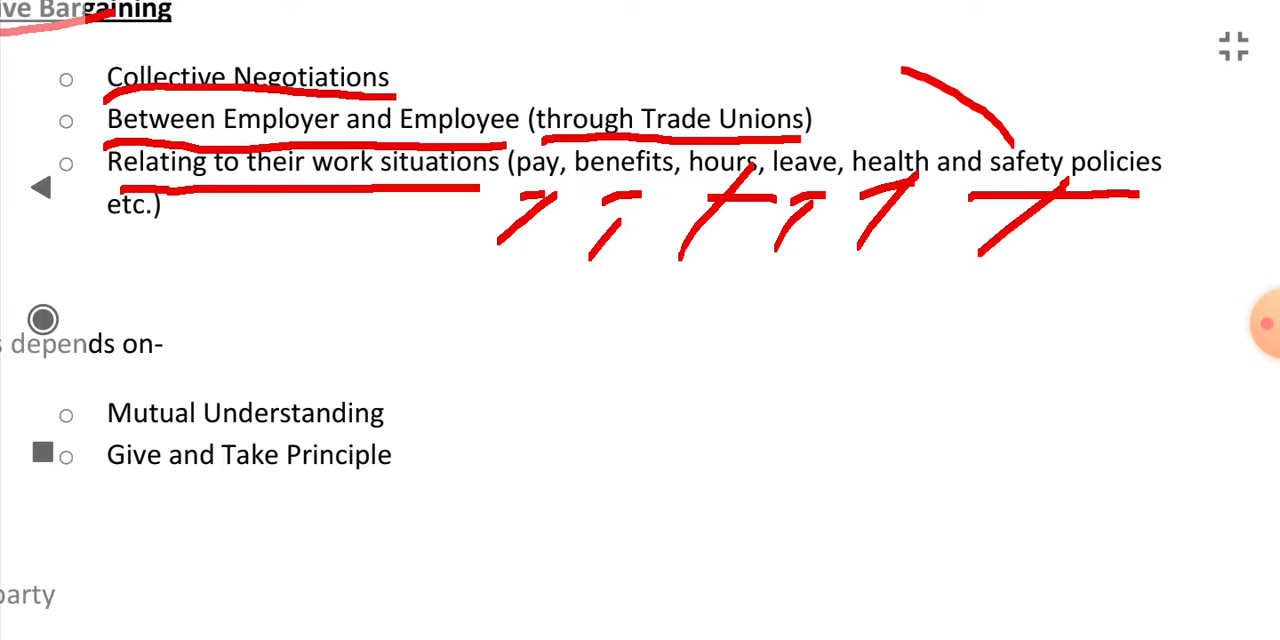 ive Bargaining
Collective Negotiations
Between Employer and Employee (through Trade Unions)
Relating to their work situations (pay, benefits, hours, leave, health and safety policies
etc.)
s depends on-
Mutual Understanding
Give and Take Principle
party